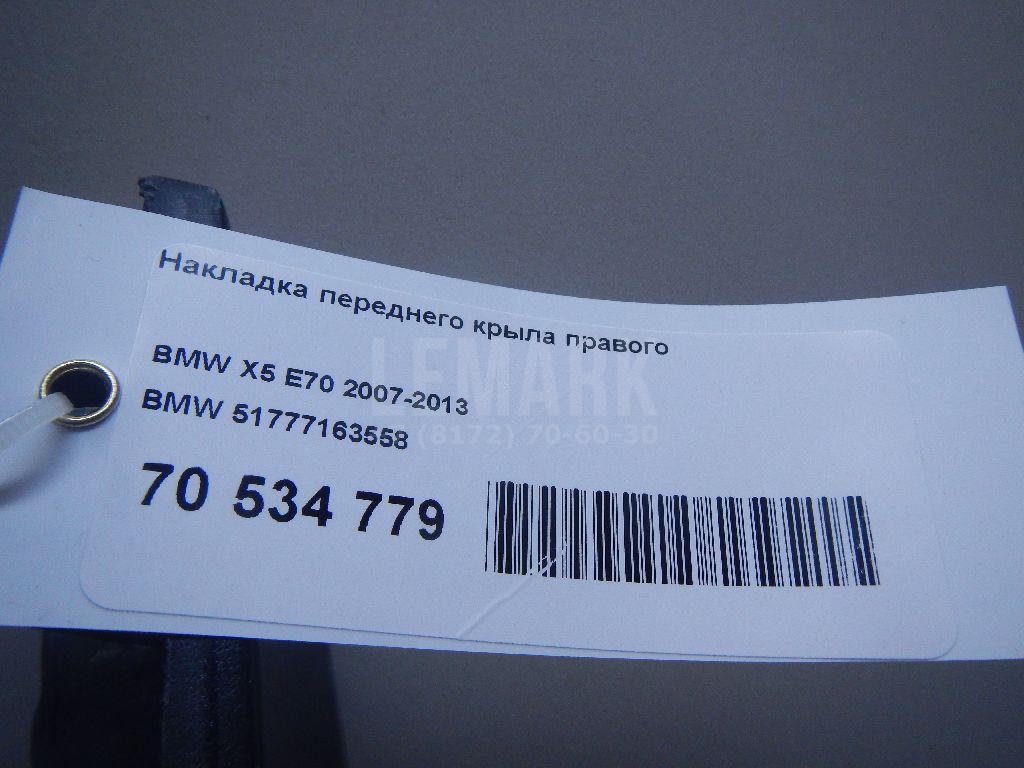 Накладка переднего крыла правого
BMW X5 E70 2007-2013
BMW 51777163558
70 534 779
LEMARK
(8172) 70-60-30